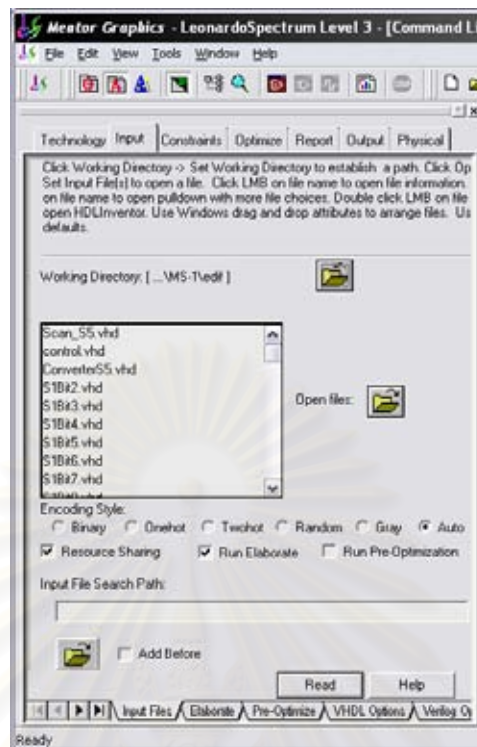 Mentor Graphics - LeonardoSpectrum Level 3 - [Command LI
File Edit View Tools Window Help
Technology Input Constraints Optimize Report Output Physical
Click Working Directory -> Set Working Directory to establish a path. Click Op
Set Input File[s] to open a file. Click LMB on file name to open file information.
on file name to open pulldown with more file choices. Double click LMB on file
open HDLInventor. Use Windows drag and drop attributes to arrange files. Us
defaults.
Working Directory: [ ...\MS-T\edif ]
Scan_S5.vhd
control.vhd
ConverterS5.vhd
S1Bit2.vhd
S1Bit3.vhd
S1Bit4.vhd
S1Bit5.vhd
S1Bit6.vhd
S1Bit7.vhd
Open files:
Encoding Style:
Binary Onehot Twohot Random Gray Auto
Resource Sharing Run Elaborate Run Pre-Optimization
Input File Search Path:
Add Before
Read Help
Input Files Elaborate Pre-Optimize VHDL Options Verilog Op
Ready